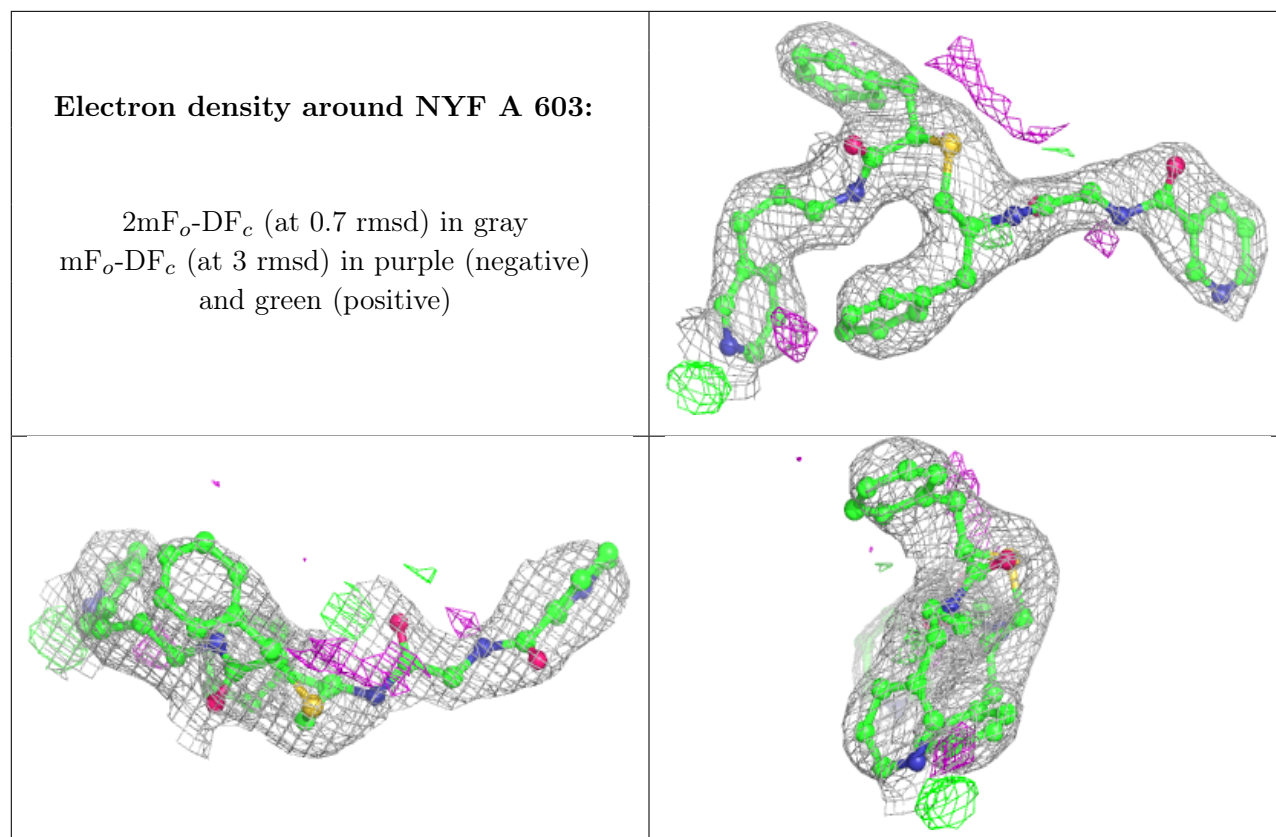 Electron density around NYF A 603:
2mFₒ-DF𝒸 (at 0.7 rmsd) in gray
mFₒ-DF𝒸 (at 3 rmsd) in purple (negative)
and green (positive)